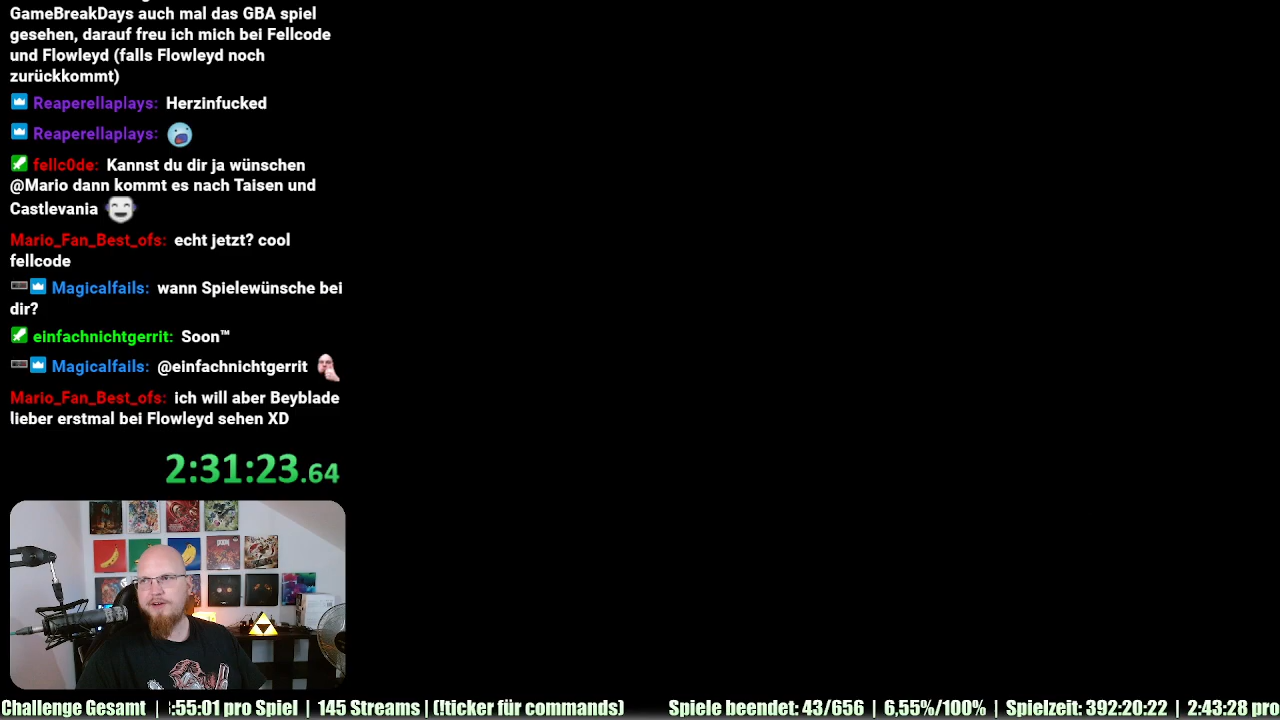 GameBreakDays auch mal das GBA spiel
gesehen, darauf freu ich mich bei Fellcode
und Flowleyd (falls Flowleyd noch
zurückkommt)
Reaperellaplays: Herzinfucked
Reaperellaplays:
fellc0de: Kannst du dir ja wünschen
@Mario dann kommt es nach Taisen und
Castlevania
Mario_Fan_Best_ofs: echt jetzt? cool
fellcode
Magicalfails: wann Spielewünsche bei
dir?
einfachnichtgerrit: Soon™
Magicalfails: @einfachnichtgerrit
Mario_Fan_Best_ofs: ich will aber Beyblade
lieber erstmal bei Flowleyd sehen XD
2:31:23.64
Challenge Gesamt | :55:01 pro Spiel | 145 Streams | (!ticker für commands) Spiele beendet: 43/656 | 6,55%/100% | Spielzeit: 392:20:22 | 2:43:28 pro